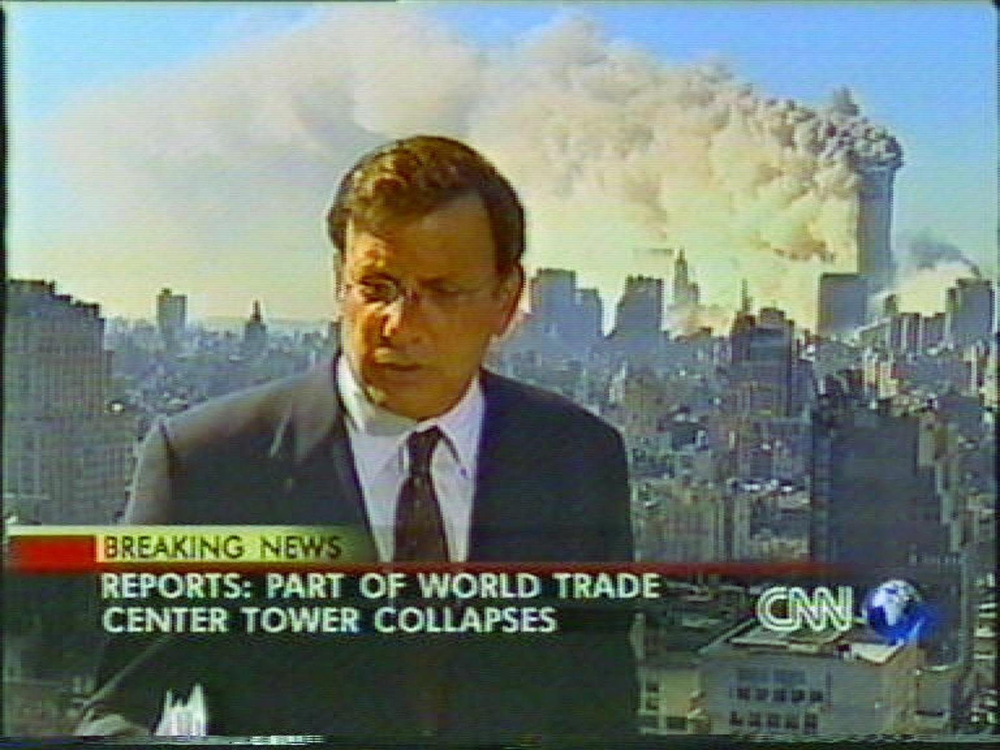 BREAKING NEWS
REPORTS: PART OF WORLD TRADE
CENTER TOWER COLLAPSES
CNN